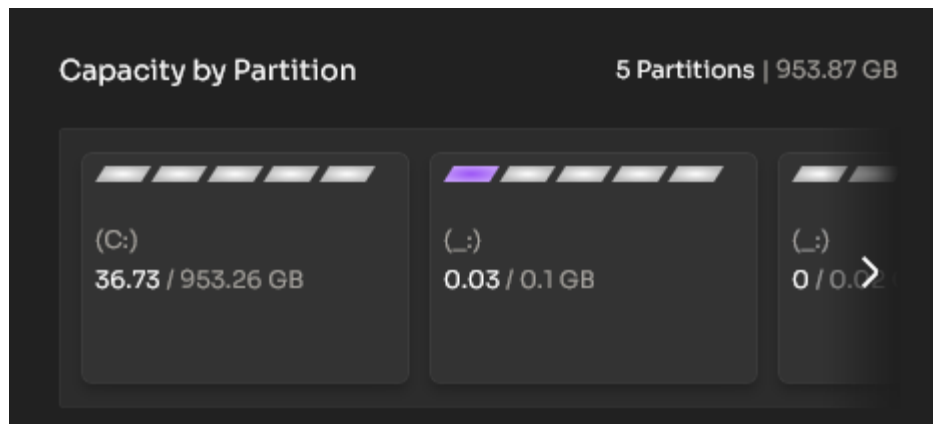 Capacity by Partition
5 Partitions | 953.87 GB
(C:)
36.73 / 953.26 GB
(_:)
0.03 / 0.1 GB
(_:)
0 / 0.02